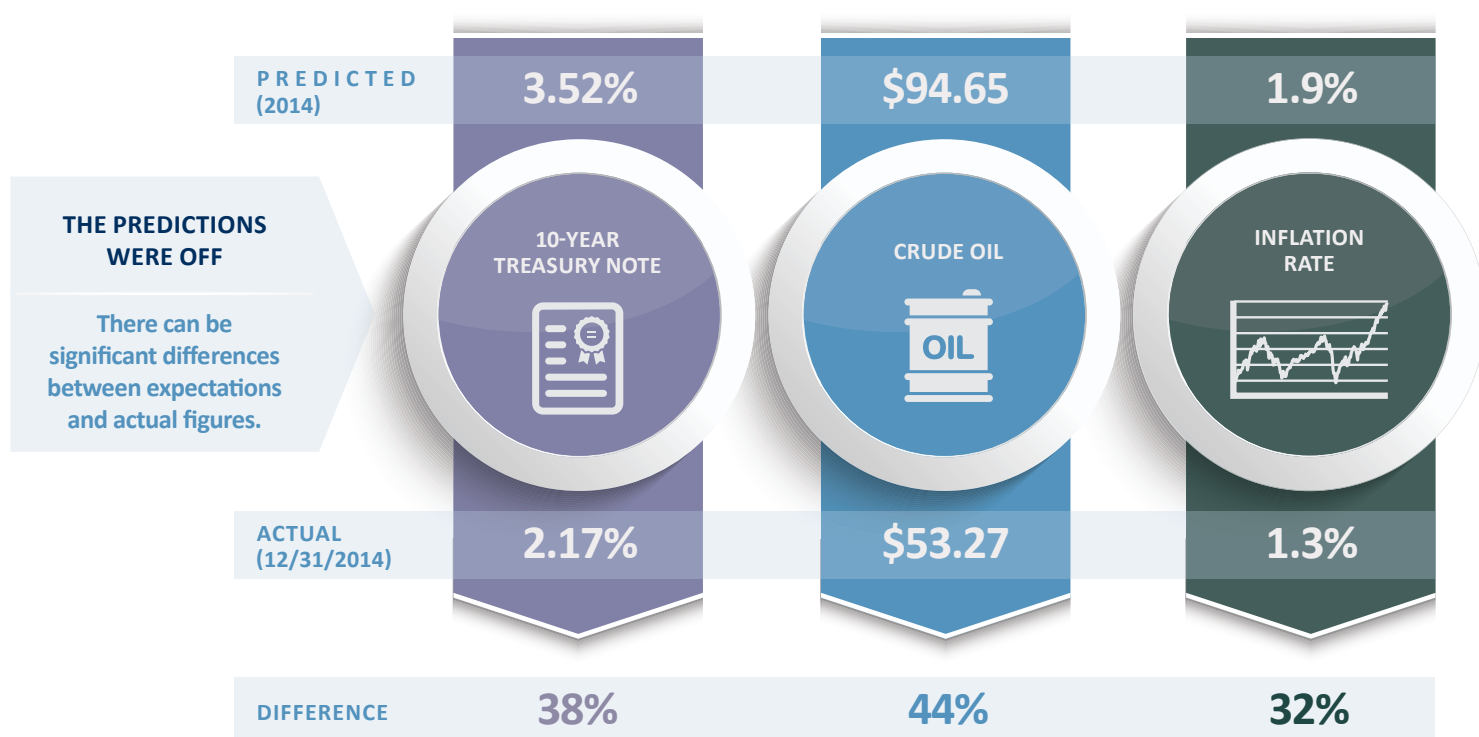 PREDICTED
(2014)
3.52%
$94.65
1.9%
THE PREDICTIONS
WERE OFF
There can be
significant differences
between expectations
and actual figures.
10-YEAR
TREASURY NOTE
CRUDE OIL
OIL
INFLATION
RATE
ACTUAL
(12/31/2014)
2.17%
$53.27
1.3%
DIFFERENCE
38%
44%
32%